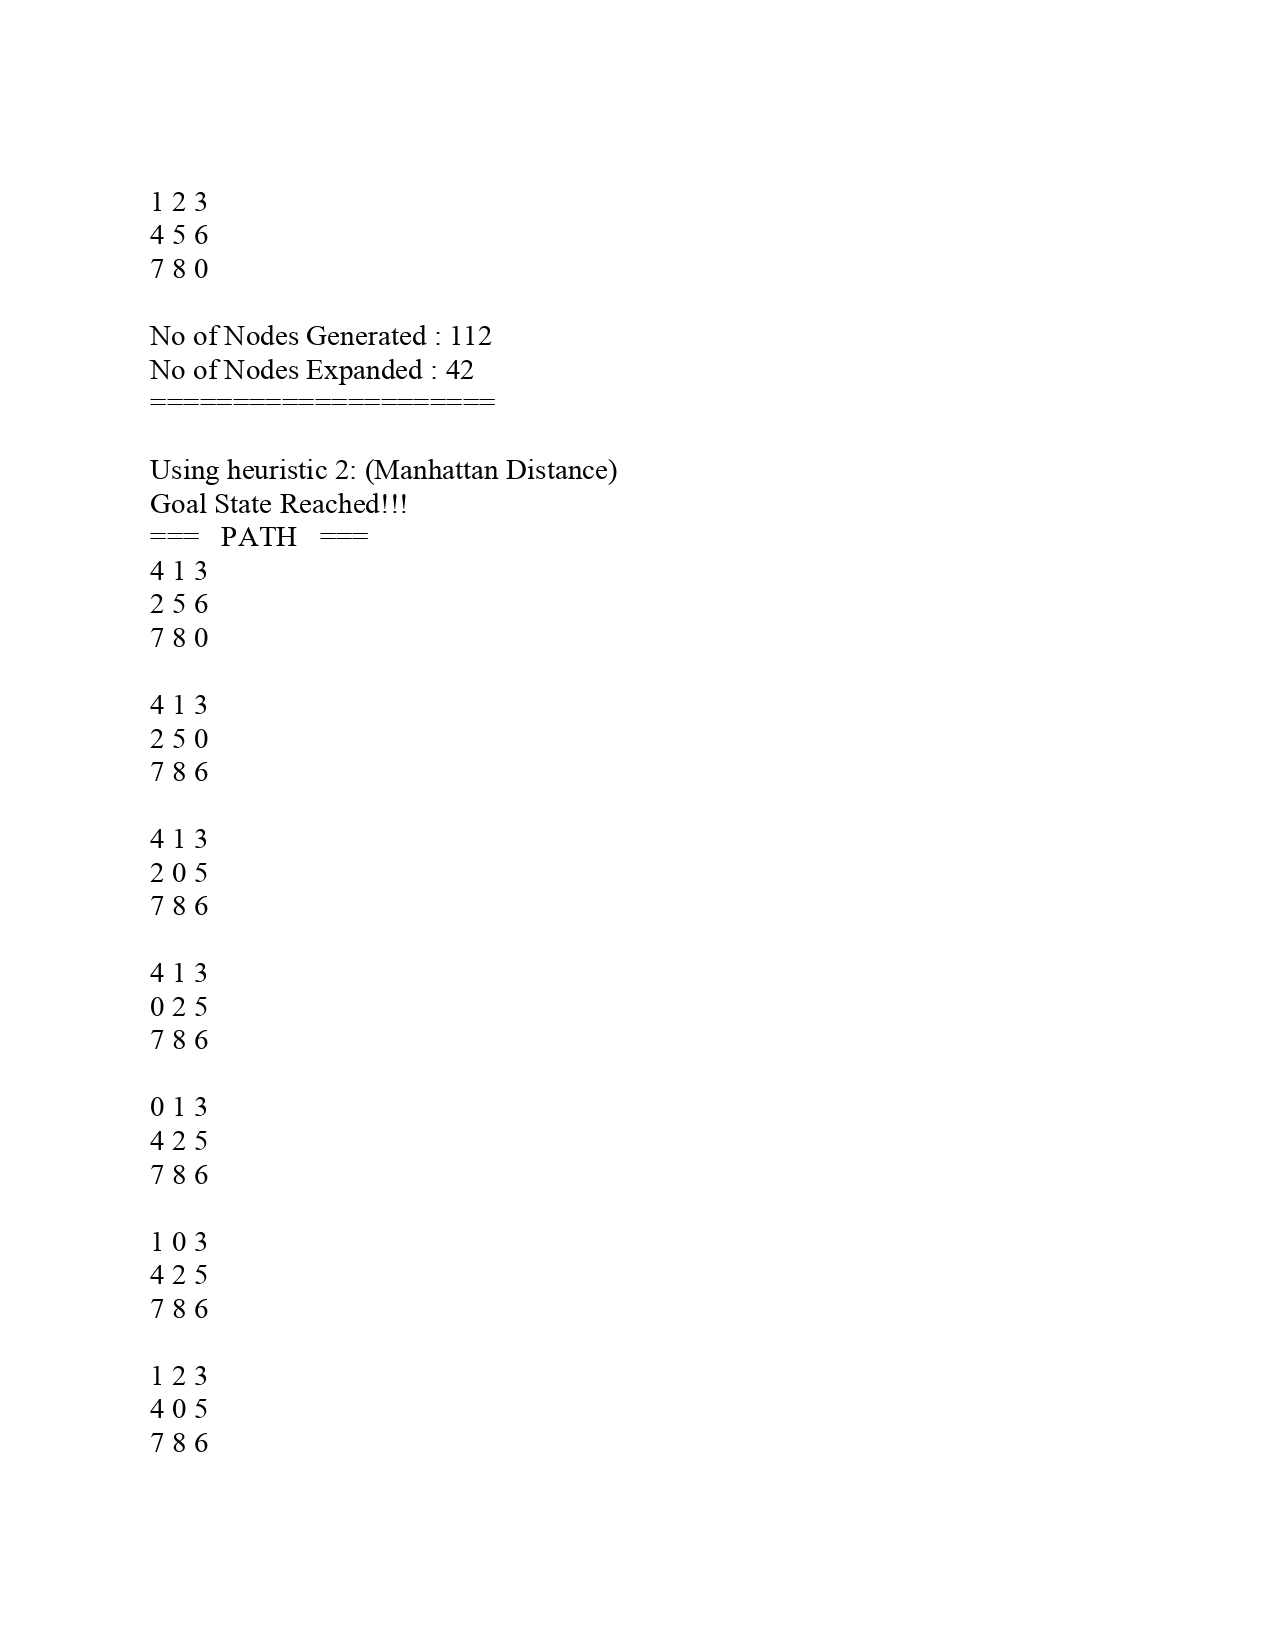 1 2 3
4 5 6
7 8 0
No of Nodes Generated : 112
No of Nodes Expanded : 42
=====================
Using heuristic 2: (Manhattan Distance)
Goal State Reached!!!
=== PATH ===
4 1 3
2 5 6
7 8 0
4 1 3
2 5 0
7 8 6
4 1 3
2 0 5
7 8 6
4 1 3
0 2 5
7 8 6
0 1 3
4 2 5
7 8 6
1 0 3
4 2 5
7 8 6
1 2 3
4 0 5
7 8 6